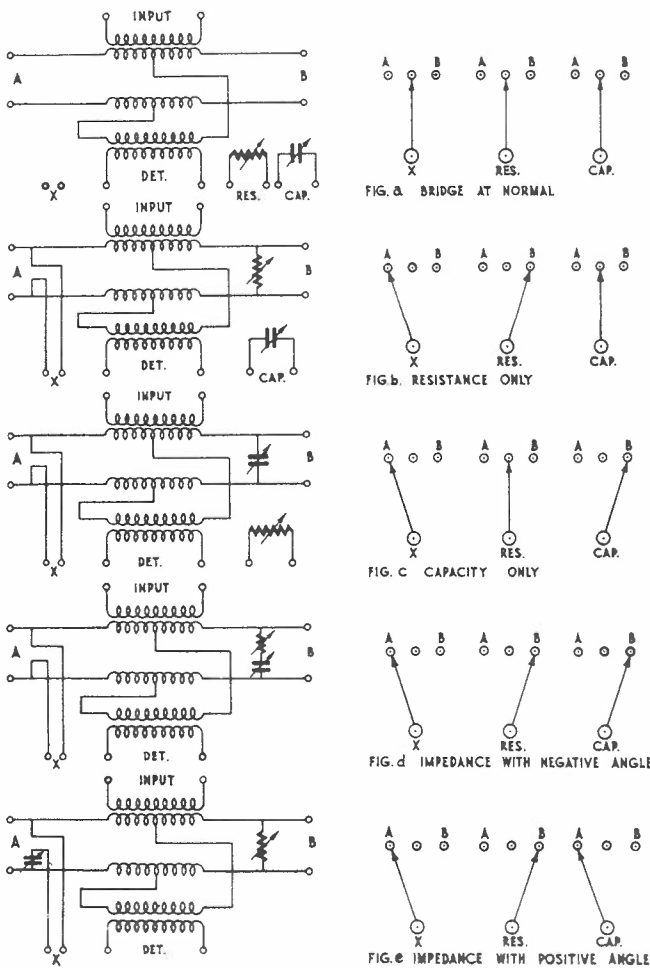 INPUT
A B
DET. RES. CAP.
X
A B A B
X RES. CAP.
FIG. a BRIDGE AT NORMAL
INPUT
A B
CAP.
X DET.
A B A B
X RES. CAP.
FIG. b. RESISTANCE ONLY
INPUT
A B
X DET.
A B A B
X RES. CAP.
FIG. c CAPACITY ONLY
INPUT
A B
X DET.
A B A B A B
X RES. CAP.
FIG. d IMPEDANCE WITH NEGATIVE ANGLE
INPUT
A B
X DET.
A B A B A B
X RES. CAP.
FIG. e IMPEDANCE WITH POSITIVE ANGLE